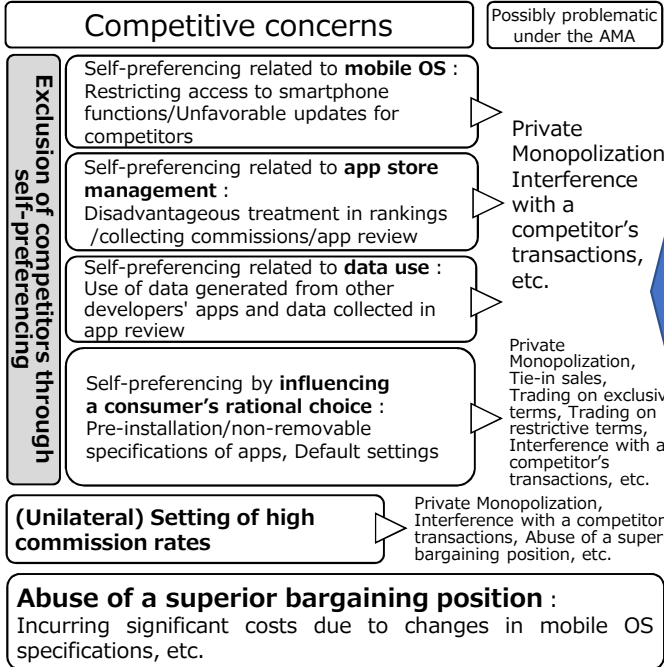 Competitive concerns
Possibly problematic
under the AMA
Exclusion of competitors through
self-preferencing
Self-preferencing related to mobile OS :
Restricting access to smartphone
functions/Unfavorable updates for
competitors
Self-preferencing related to app store
management :
Disadvantageous treatment in rankings
/collecting commissions/app review
Self-preferencing related to data use :
Use of data generated from other
developers' apps and data collected in
app review
Private
Monopolization
Interference
with a
competitor's
transactions,
etc.
Self-preferencing by influencing
a consumer's rational choice :
Pre-installation/non-removable
specifications of apps, Default settings
Private
Monopolization,
Tie-in sales,
Trading on exclusiv
terms, Trading on
restrictive terms,
Interference with a
competitor's
transactions, etc.
(Unilateral) Setting of high
commission rates
Private Monopolization,
Interference with a competitor
transactions, Abuse of a super
bargaining position, etc.
Abuse of a superior bargaining position :
Incurring significant costs due to changes in mobile OS
specifications, etc.